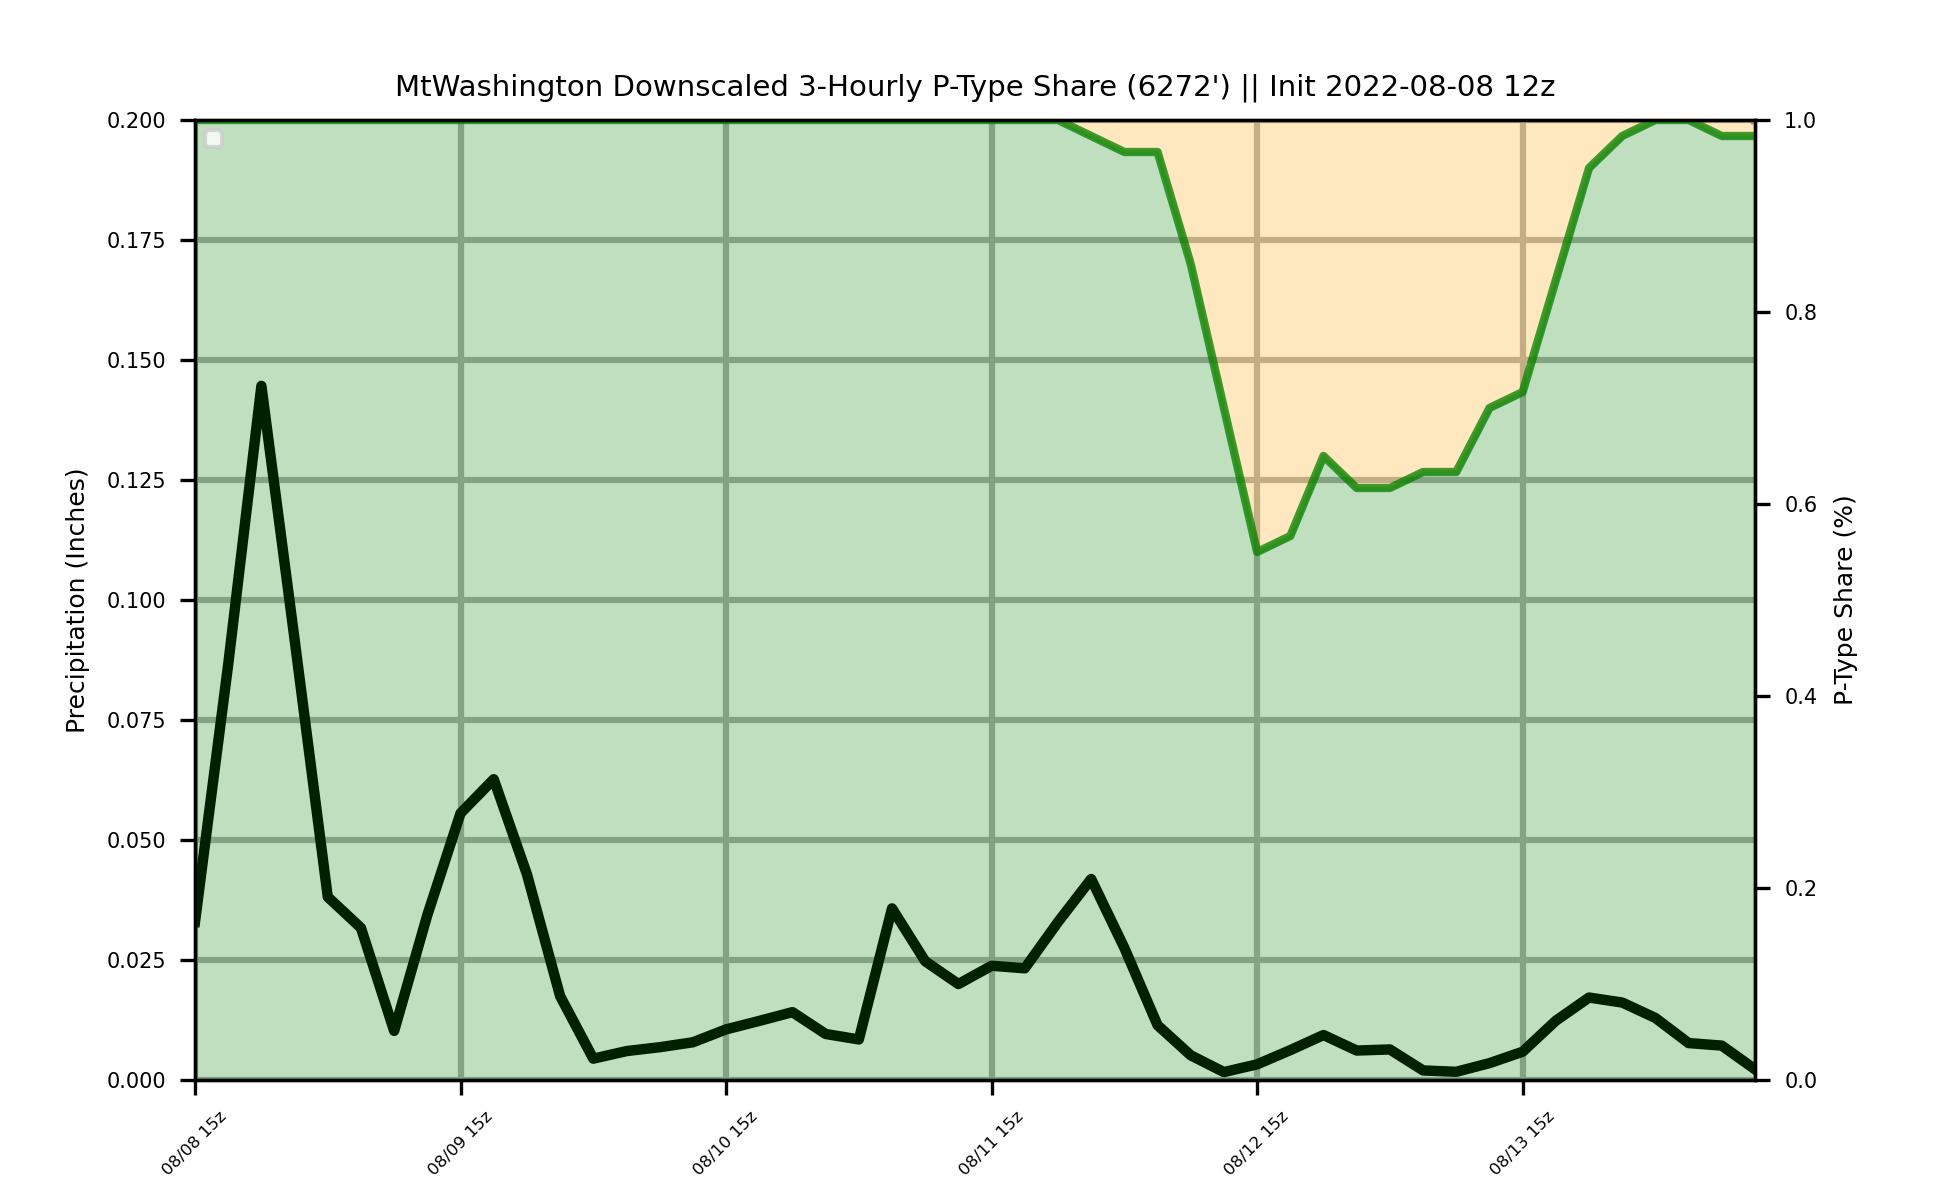 MtWashington Downscaled 3-Hourly P-Type Share (6272') || Init 2022-08-08 12z
0.200
0.175
0.150
0.125
0.100
0.075
0.050
0.025
0.000
Precipitation (Inches)
1.0
0.8
0.6
0.4
0.2
0.0
P-Type Share (%)
08/08 15z
08/09 15z
08/10 15z
08/11 15z
08/12 15z
08/13 15z